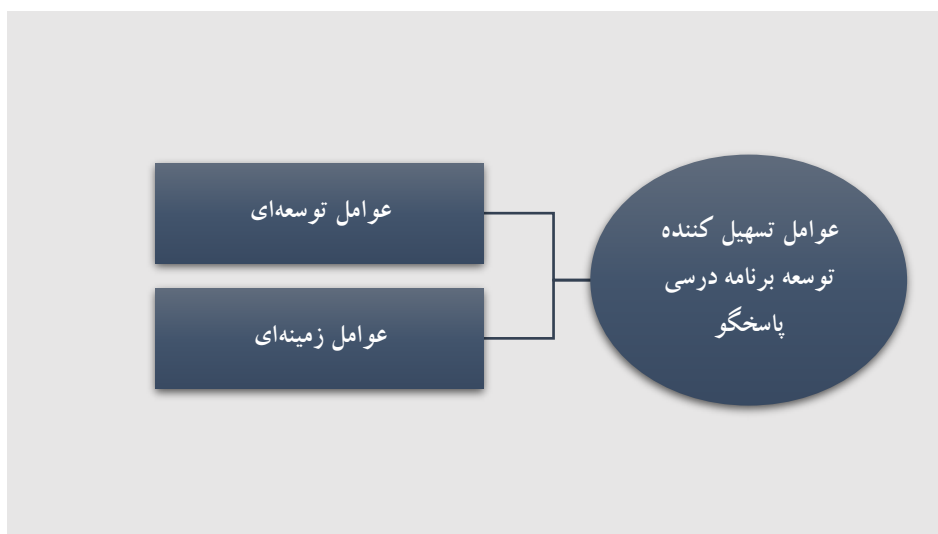 عوامل تسهیل کننده
توسعه برنامه درسی
پاسخگو
عوامل توسعه‌ای
عوامل زمینه‌ای